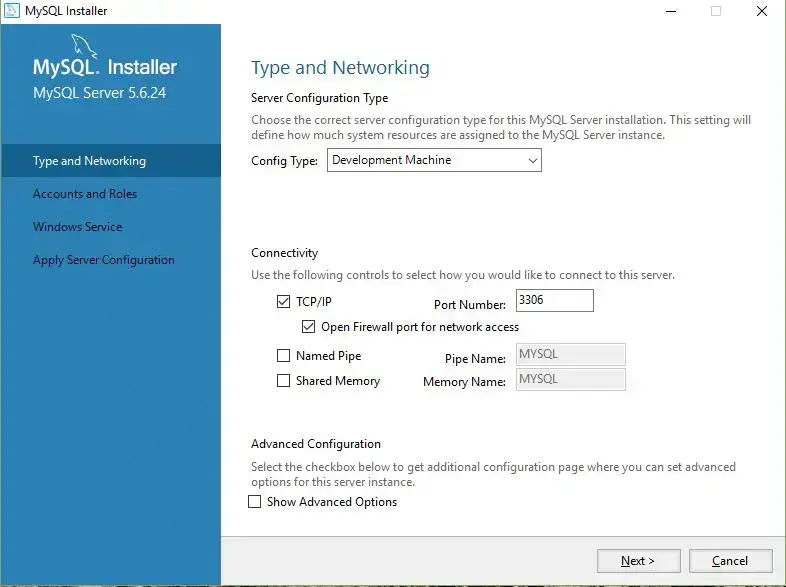 MySQL Installer
MySQL. Installer
MySQL Server 5.6.24
Type and Networking
Accounts and Roles
Windows Service
Apply Server Configuration
Type and Networking
Server Configuration Type
Choose the correct server configuration type for this MySQL Server installation. This setting will
define how much system resources are assigned to the MySQL Server instance.
Config Type: Development Machine
Connectivity
Use the following controls to select how you would like to connect to this server.
TCP/IP Port Number: 3306
Open Firewall port for network access
Named Pipe Pipe Name: MYSQL
Shared Memory Memory Name: MYSQL
Advanced Configuration
Select the checkbox below to get additional configuration page where you can set advanced
options for this server instance.
Show Advanced Options
Next > Cancel